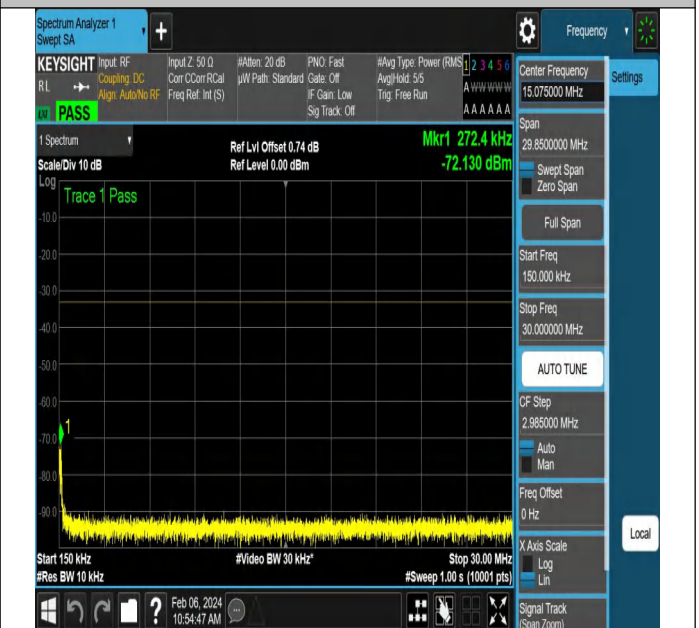 Spectrum Analyzer 1
Swept SA
Frequency
KEYSIGHT
RL
PASS
Input: RF
Coupling: DC
Align: Auto/No RF
Input Z: 50 Ω
Corr CCorr RCal
Freq Ref: Int (S)
#Atten: 20 dB
µW Path: Standard
PNO: Fast
Gate: Off
IF Gain: Low
Sig Track: Off
#Avg Type: Power (RMS
Avg|Hold: 5/5
Trig: Free Run
1 2 3 4 5 6
A W W W W W
A A A A A A
1 Spectrum
Scale/Div 10 dB
Ref Lvl Offset 0.74 dB
Ref Level 0.00 dBm
Mkr1 272.4 kHz
-72.130 dBm
Log
Trace 1 Pass
-10.0
-20.0
-30.0
-40.0
-50.0
-60.0
1
-70.0
-80.0
-90.0
Start 150 kHz
#Video BW 30 kHz*
Stop 30.00 MHz
#Res BW 10 kHz
#Sweep 1.00 s (10001 pts)
Feb 06, 2024
10:54:47 AM
Center Frequency
15.075000 MHz
Settings
Span
29.8500000 MHz
Swept Span
Zero Span
Full Span
Start Freq
150.000 kHz
Stop Freq
30.000000 MHz
AUTO TUNE
CF Step
2.985000 MHz
Auto
Man
Freq Offset
0 Hz
Local
X Axis Scale
Log
Lin
Signal Track
(Span Zoom)